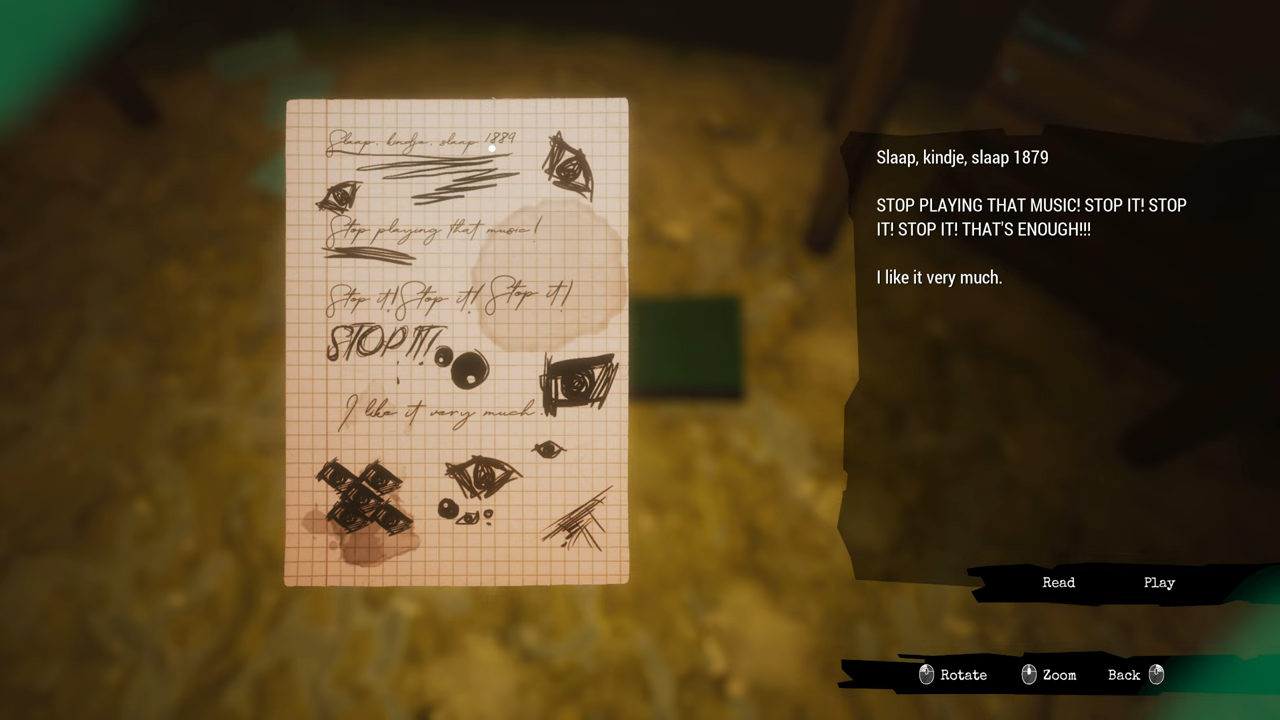 Slaap, kindje, slaap 1889
Stop playing that music!
Stop it! Stop it! Stop it!
STOP IT!
I like it very much.
Slaap, kindje, slaap 1879
STOP PLAYING THAT MUSIC! STOP IT! STOP
IT! STOP IT! THAT'S ENOUGH!!!
I like it very much.
Read
Play
Rotate
Zoom
Back